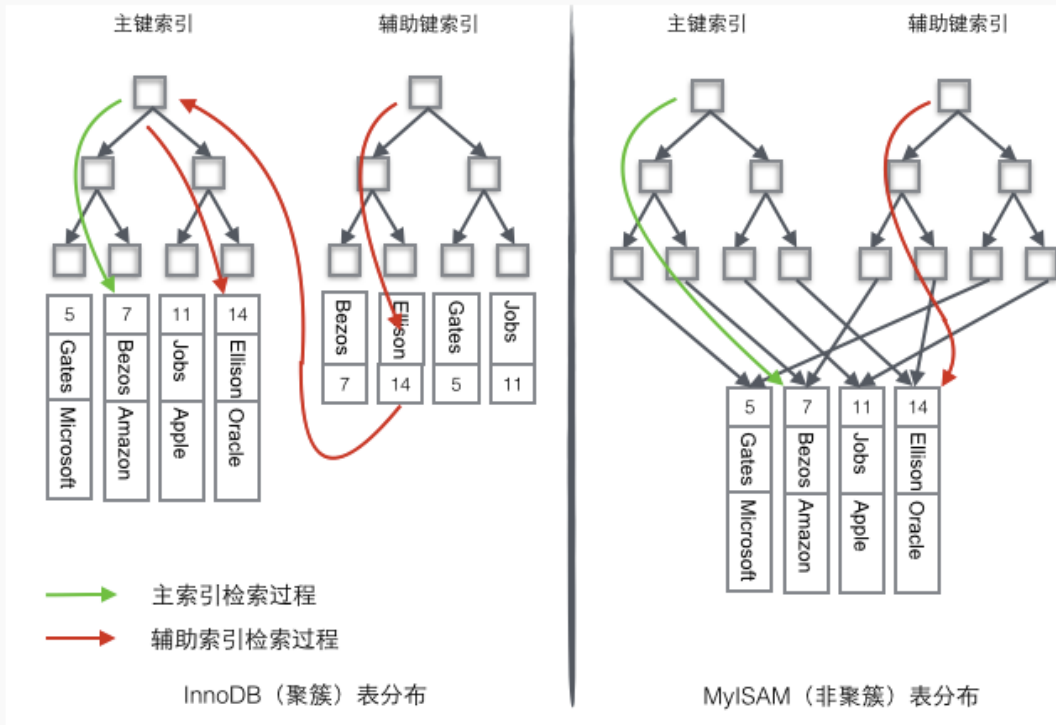 主键索引
辅助键索引
主键索引
辅助键索引
5
7
11
14
Gates
Bezos
Jobs
Ellison
Microsoft
Amazon
Apple
Oracle
Bezos
Ellison
Gates
Jobs
7
14
5
11
5
7
11
14
Gates
Bezos
Jobs
Ellison
Microsoft
Amazon
Apple
Oracle
主索引检索过程
辅助索引检索过程
InnoDB（聚簇）表分布
MyISAM（非聚簇）表分布